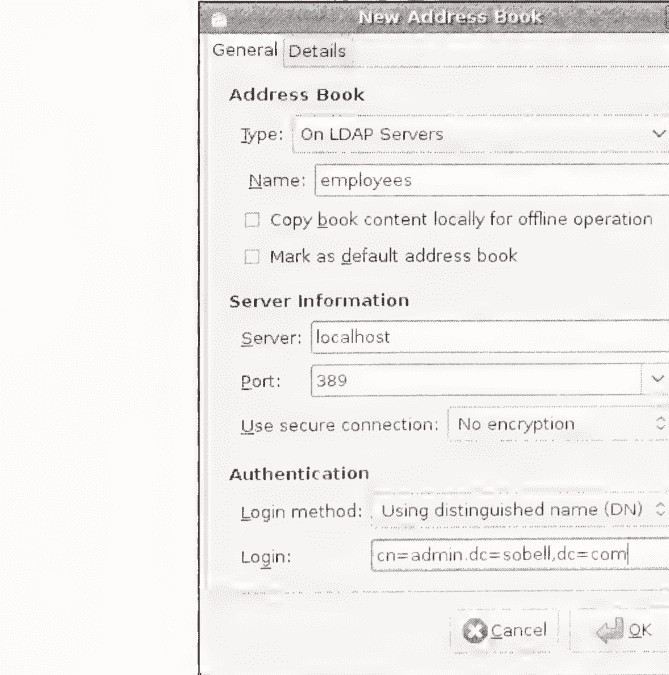 New Address Book
General Details
Address Book
Type: On LDAP Servers
Name: employees
Copy book content locally for offline operation
Mark as default address book
Server Information
Server: localhost
Port: 389
Use secure connection: No encryption
Authentication
Login method: Using distinguished name (DN)
Login: cn=admin.dc=sobell,dc=com
Cancel OK